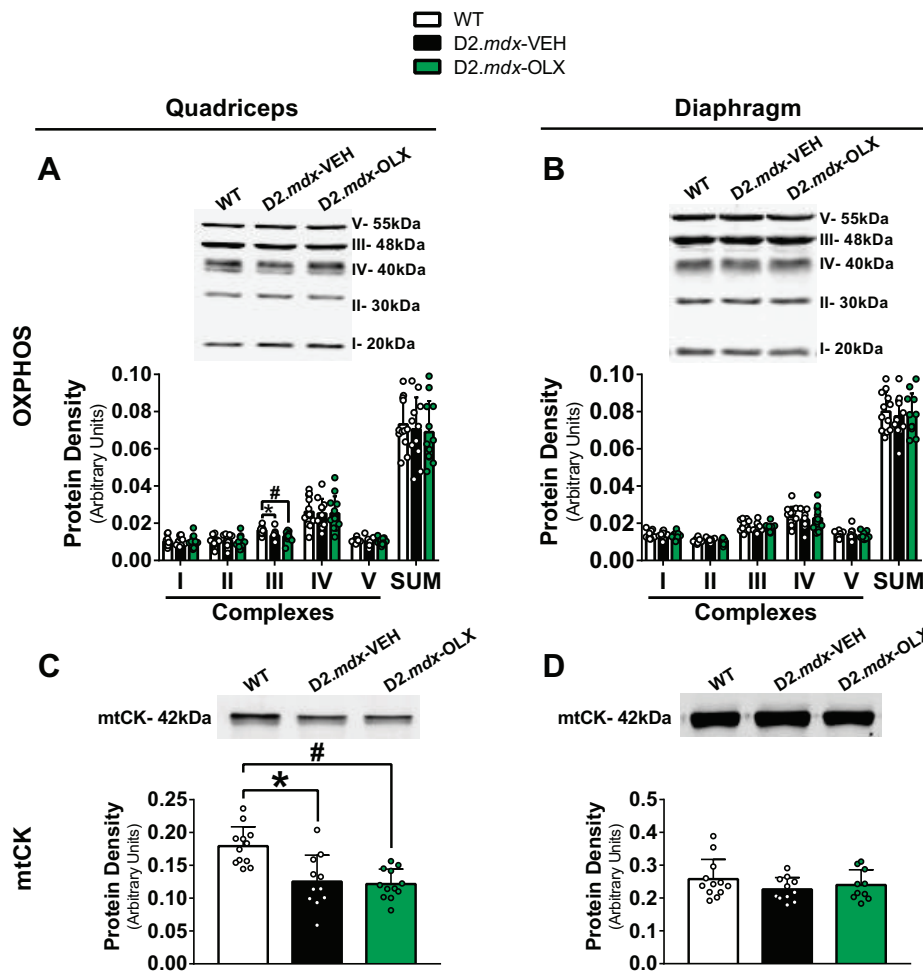 WT
D2.mdx-VEH
D2.mdx-OLX
Quadriceps
Diaphragm
A
WT
D2.mdx-VEH
D2.mdx-OLX
V- 55kDa
III- 48kDa
IV- 40kDa
II- 30kDa
I- 20kDa
B
WT
D2.mdx-VEH
D2.mdx-OLX
V- 55kDa
III- 48kDa
IV- 40kDa
II- 30kDa
I- 20kDa
OXPHOS
Protein Density
(Arbitrary Units)
0.10
0.08
0.06
0.04
0.02
0.00
#
*
I II III IV V SUM
Complexes
Protein Density
(Arbitrary Units)
0.10
0.08
0.06
0.04
0.02
0.00
I II III IV V SUM
Complexes
C
WT
D2.mdx-VEH
D2.mdx-OLX
mtCK- 42kDa
D
WT
D2.mdx-VEH
D2.mdx-OLX
mtCK- 42kDa
mtCK
Protein Density
(Arbitrary Units)
0.25
0.20
0.15
0.10
0.05
0.00
#
*
Protein Density
(Arbitrary Units)
0.5
0.4
0.3
0.2
0.1
0.0